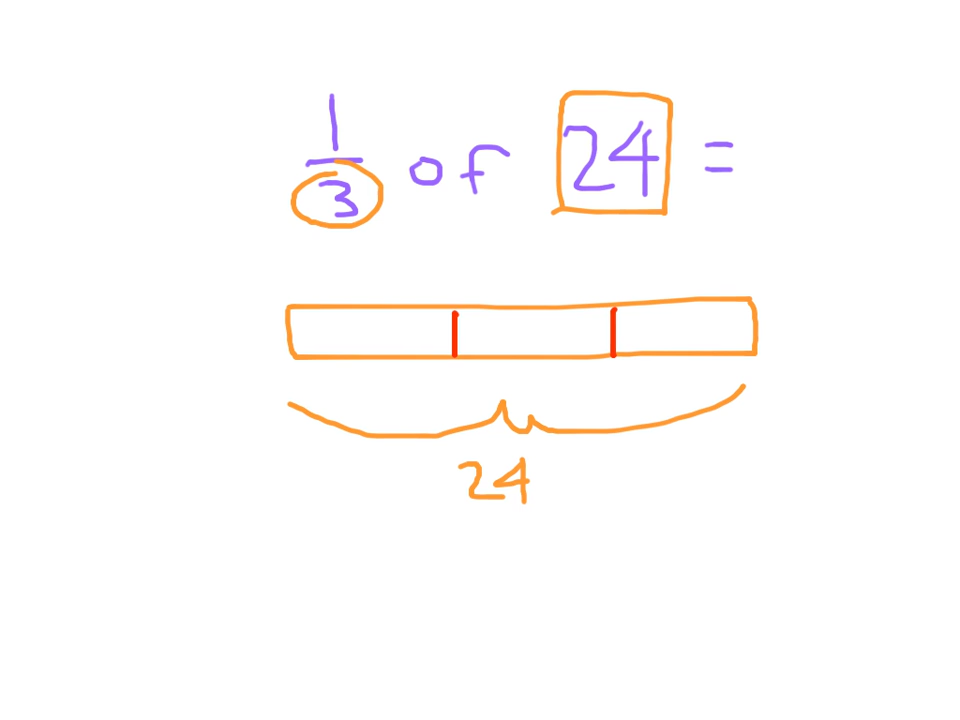 1/3 of 24 =
24